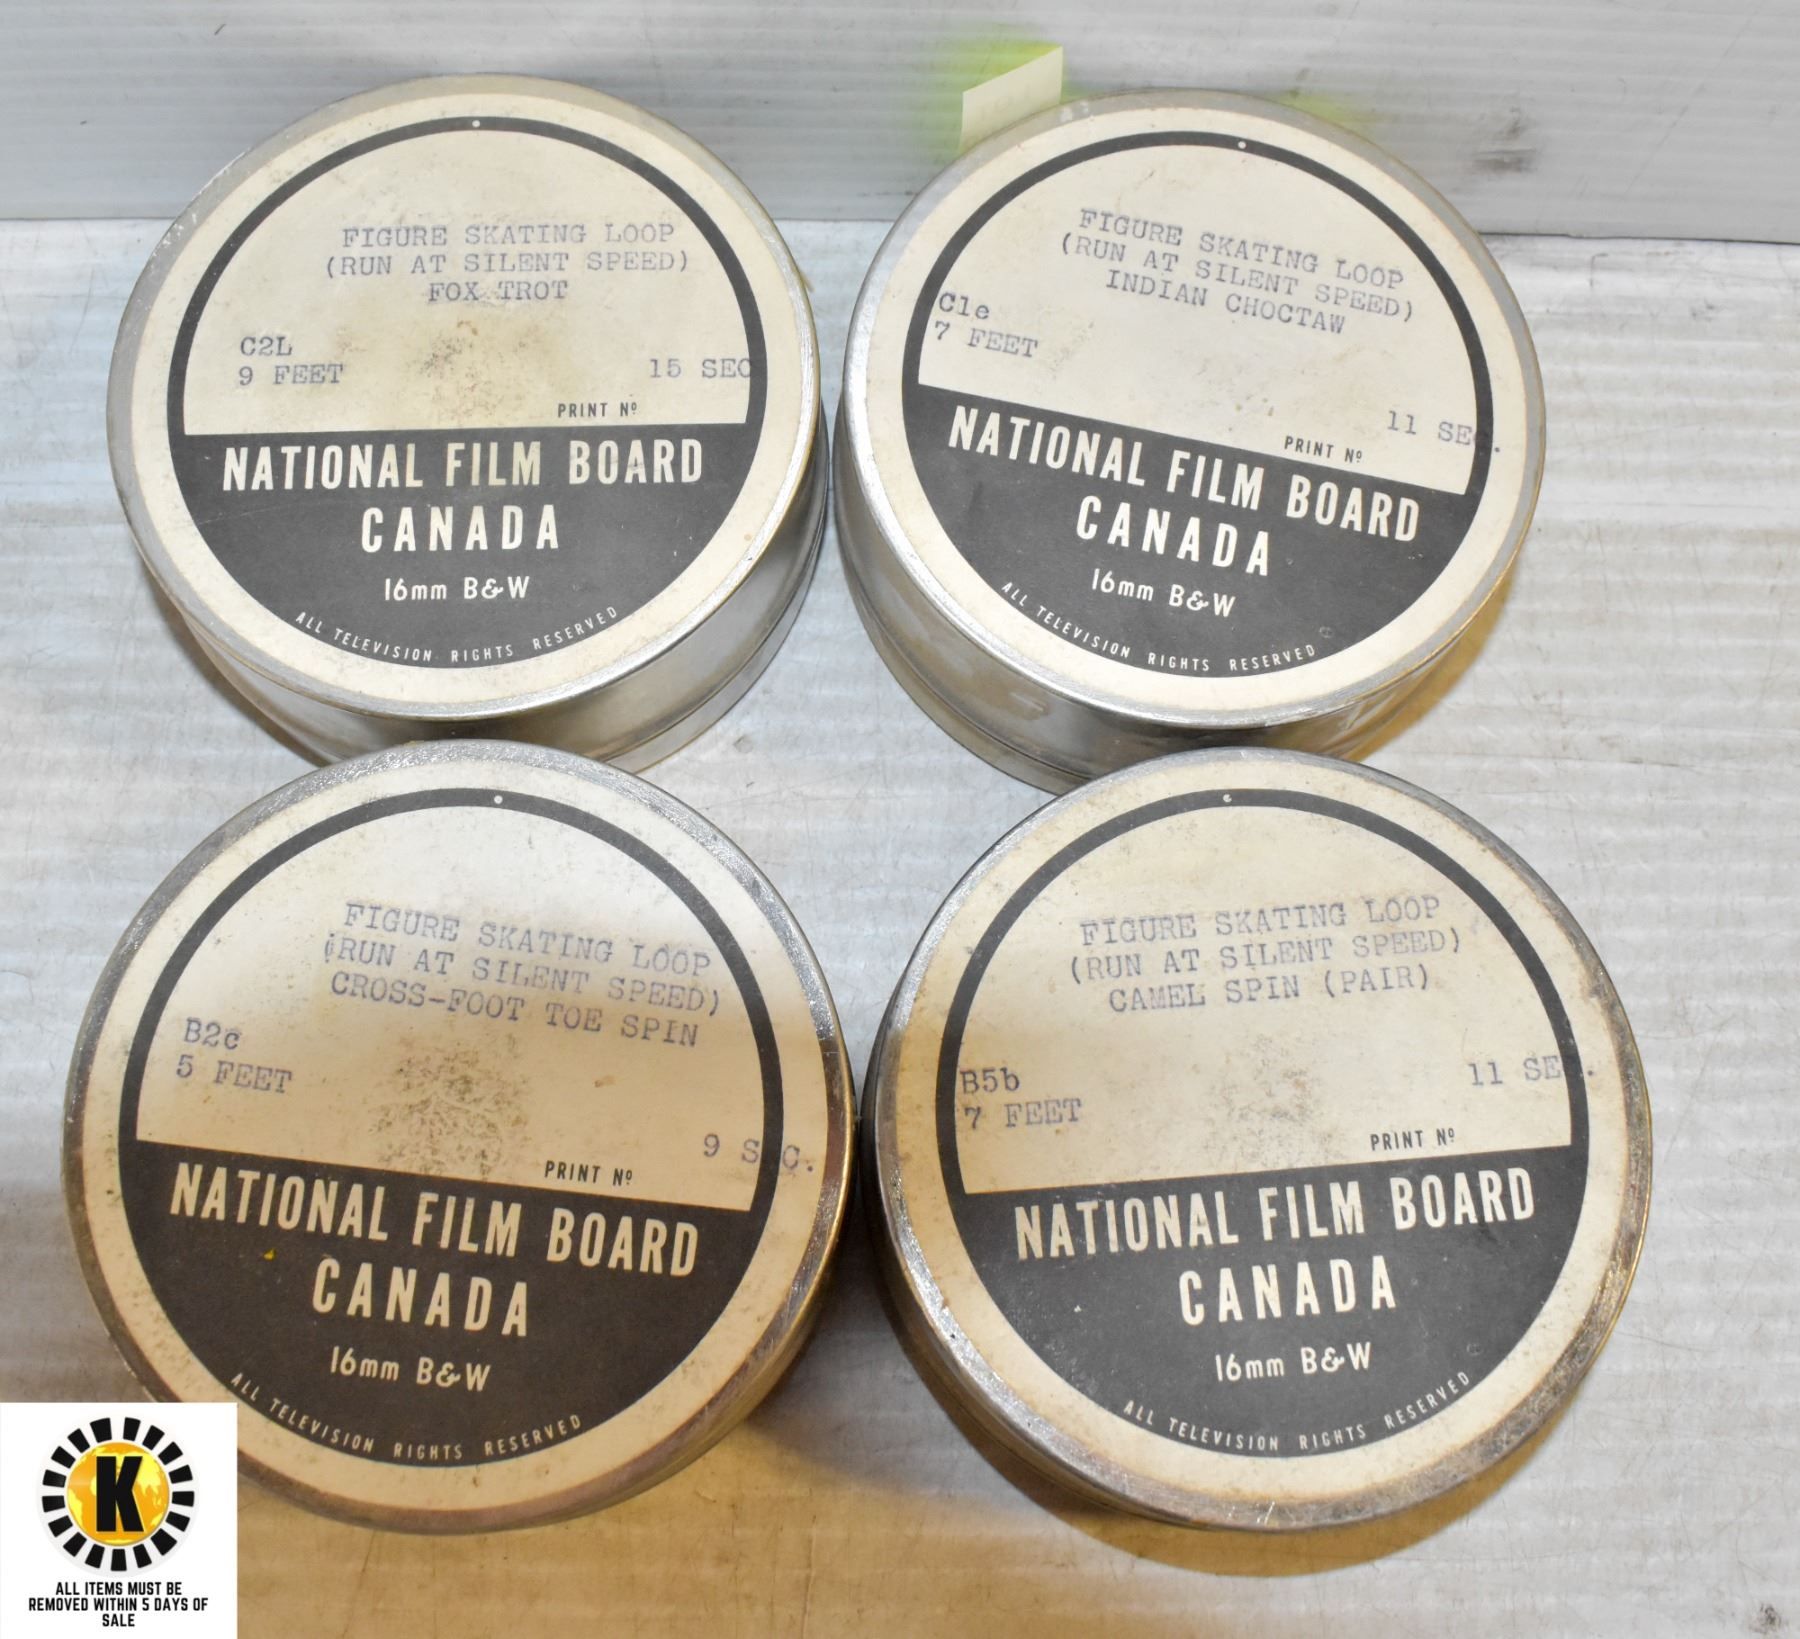 FIGURE SKATING LOOP
(RUN AT SILENT SPEED)
FOX TROT
C2L
9 FEET
15 SEC
PRINT Nº
NATIONAL FILM BOARD
CANADA
16mm B&W
ALL TELEVISION RIGHTS RESERVED
FIGURE SKATING LOOP
(RUN AT SILENT SPEED)
INDIAN CHOCTAW
C1e
7 FEET
11 SEC.
PRINT Nº
NATIONAL FILM BOARD
CANADA
16mm B&W
ALL TELEVISION RIGHTS RESERVED
FIGURE SKATING LOOP
(RUN AT SILENT SPEED)
CROSS-FOOT TOE SPIN
B2c
5 FEET
9 SEC.
PRINT Nº
NATIONAL FILM BOARD
CANADA
16mm B&W
ALL TELEVISION RIGHTS RESERVED
FIGURE SKATING LOOP
(RUN AT SILENT SPEED)
CAMEL SPIN (PAIR)
B5b
7 FEET
11 SEC.
PRINT Nº
NATIONAL FILM BOARD
CANADA
16mm B&W
ALL TELEVISION RIGHTS RESERVED
K
ALL ITEMS MUST BE
REMOVED WITHIN 5 DAYS OF
SALE